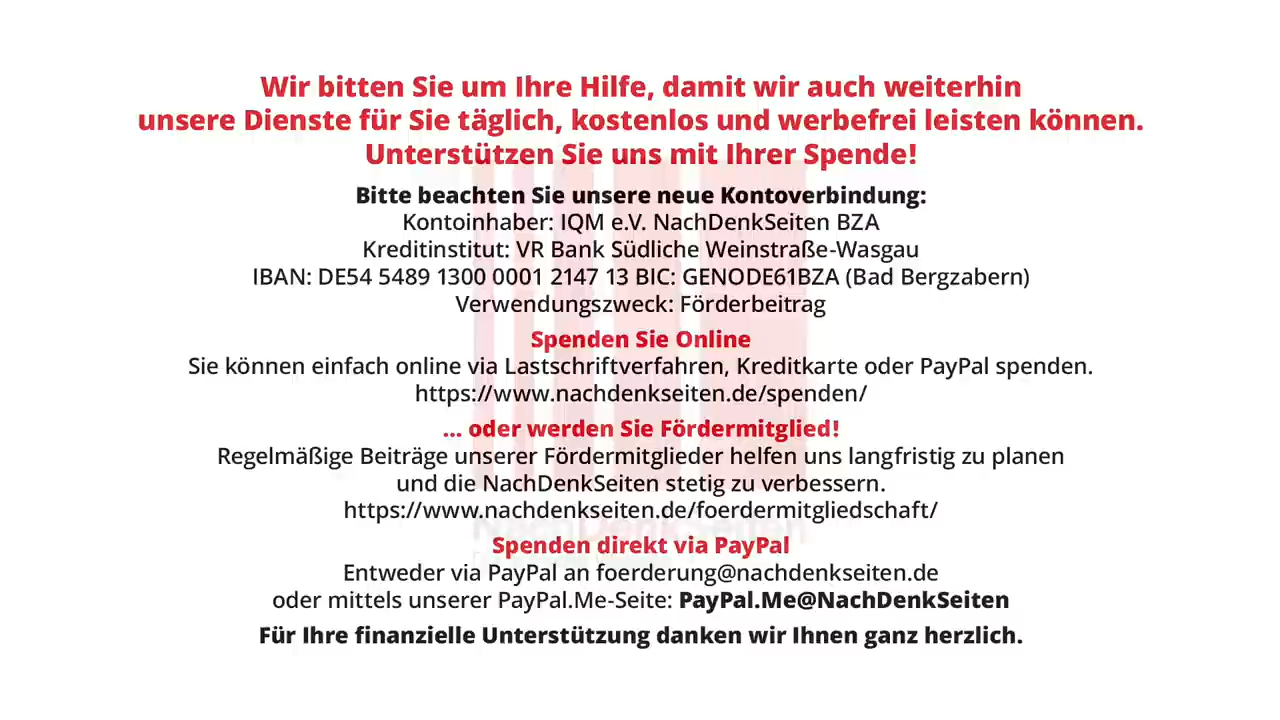 Wir bitten Sie um Ihre Hilfe, damit wir auch weiterhin
unsere Dienste für Sie täglich, kostenlos und werbefrei leisten können.
Unterstützen Sie uns mit Ihrer Spende!
Bitte beachten Sie unsere neue Kontoverbindung:
Kontoinhaber: IQM e.V. NachDenkSeiten BZA
Kreditinstitut: VR Bank Südliche Weinstraße-Wasgau
IBAN: DE54 5489 1300 0001 2147 13 BIC: GENODE61BZA (Bad Bergzabern)
Verwendungszweck: Förderbeitrag
Spenden Sie Online
Sie können einfach online via Lastschriftverfahren, Kreditkarte oder PayPal spenden.
https://www.nachdenkseiten.de/spenden/
... oder werden Sie Fördermitglied!
Regelmäßige Beiträge unserer Fördermitglieder helfen uns langfristig zu planen
und die NachDenkSeiten stetig zu verbessern.
https://www.nachdenkseiten.de/foerdermitgliedschaft/
NachDenkSeiten
Spenden direkt via PayPal
Entweder via PayPal an foerderung@nachdenkseiten.de
oder mittels unserer PayPal.Me-Seite: PayPal.Me@NachDenkSeiten
Für Ihre finanzielle Unterstützung danken wir Ihnen ganz herzlich.